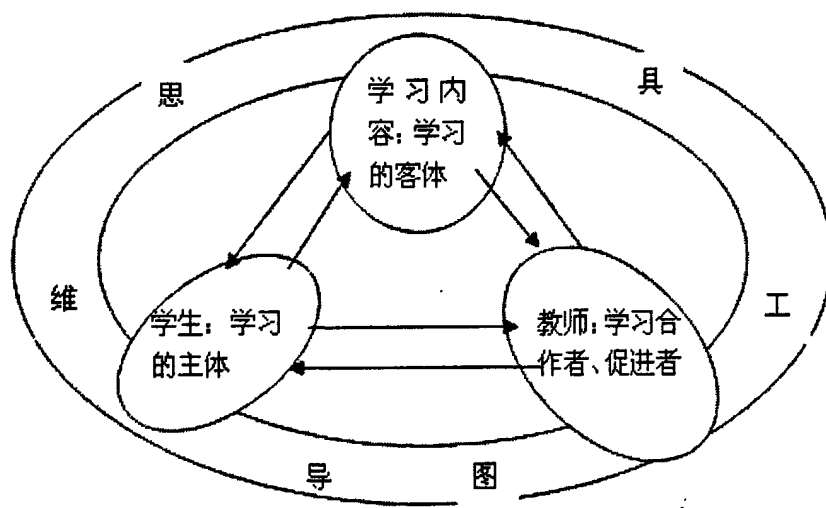 思
维
导
图
工
具
学习内
容：学习
的客体
学生：学习
的主体
教师：学习合
作者、促进者